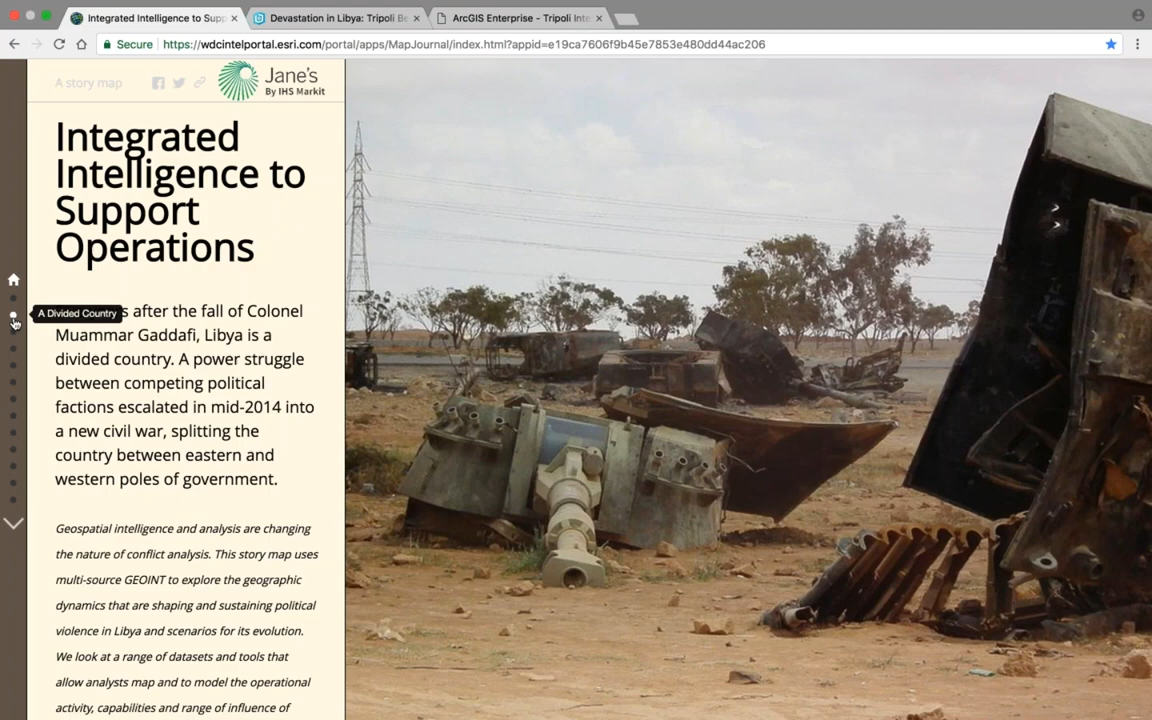 Integrated Intelligence to Supp
Devastation in Libya: Tripoli Be
ArcGIS Enterprise - Tripoli Inte
Secure
https://wdcintelportal.esri.com/portal/apps/MapJournal/index.html?appid=e19ca7606f9b45e7853e480dd44ac206
A story map
Jane's
By IHS Markit
Integrated
Intelligence to
Support
Operations
A Divided Country
s after the fall of Colonel
Muammar Gaddafi, Libya is a
divided country. A power struggle
between competing political
factions escalated in mid-2014 into
a new civil war, splitting the
country between eastern and
western poles of government.
Geospatial intelligence and analysis are changing
the nature of conflict analysis. This story map uses
multi-source GEOINT to explore the geographic
dynamics that are shaping and sustaining political
violence in Libya and scenarios for its evolution.
We look at a range of datasets and tools that
allow analysts map and to model the operational
activity, capabilities and range of influence of